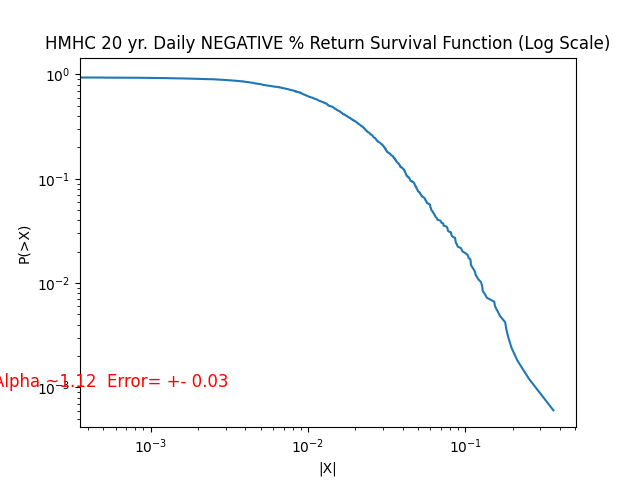 HMHC 20 yr. Daily NEGATIVE % Return Survival Function (Log Scale)
10⁰
10⁻¹
10⁻²
10⁻³
P(>X)
Alpha ~1.12 Error= +- 0.03
10⁻³ 10⁻² 10⁻¹
|X|